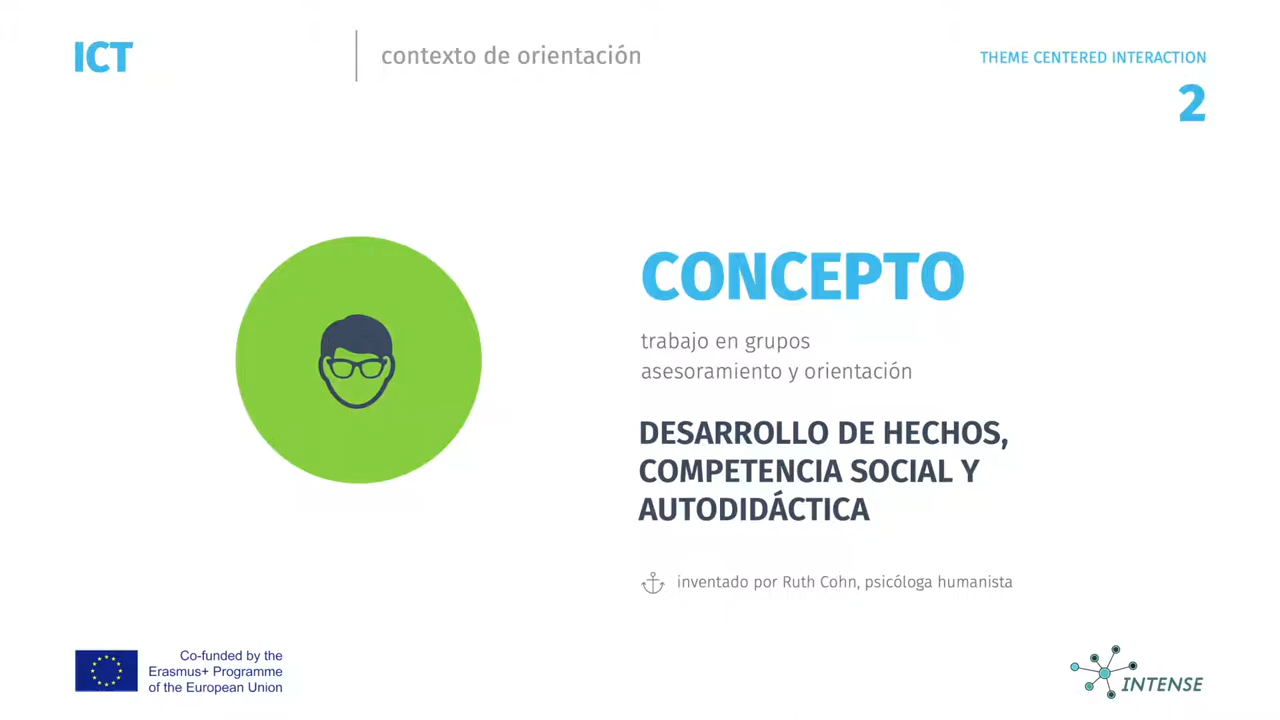 ICT
contexto de orientación
THEME CENTERED INTERACTION
2
CONCEPTO
trabajo en grupos
asesoramiento y orientación
DESARROLLO DE HECHOS,
COMPETENCIA SOCIAL Y
AUTODIDÁCTICA
inventado por Ruth Cohn, psicóloga humanista
Co-funded by the
Erasmus+ Programme
of the European Union
INTENSE